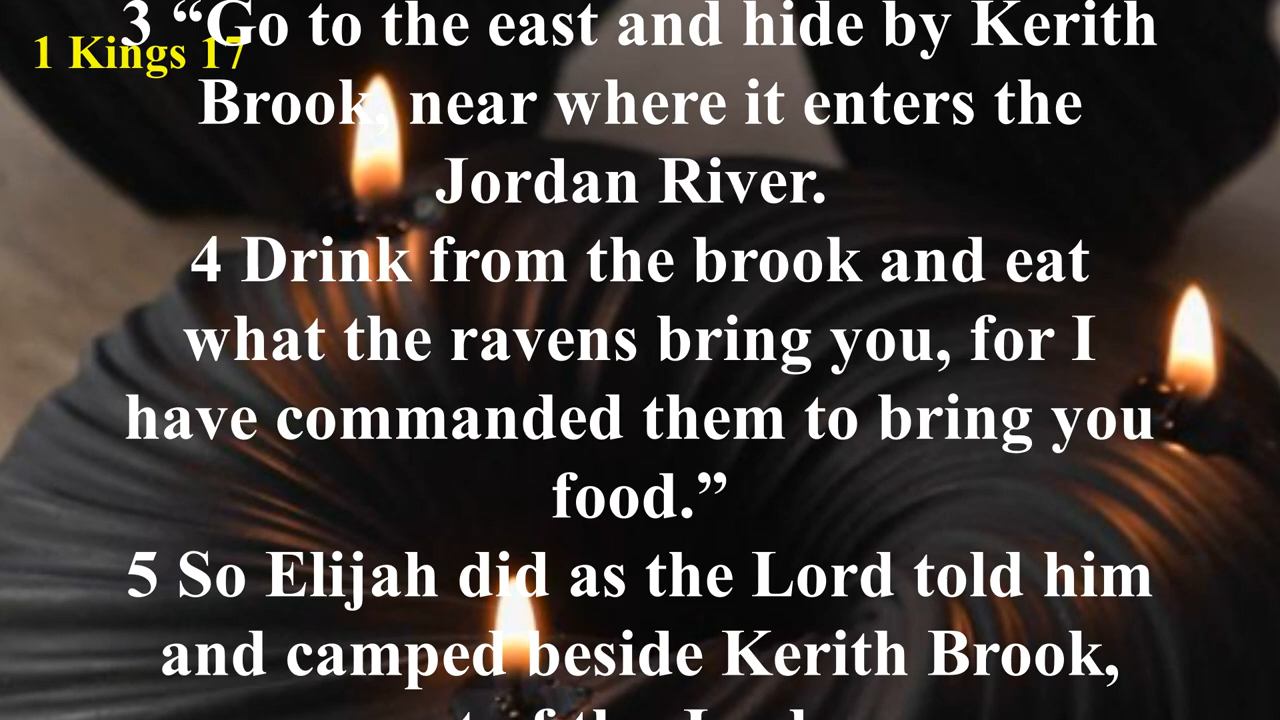 1 Kings 17
3 “Go to the east and hide by Kerith
Brook, near where it enters the
Jordan River.
4 Drink from the brook and eat
what the ravens bring you, for I
have commanded them to bring you
food.”
5 So Elijah did as the Lord told him
and camped beside Kerith Brook,